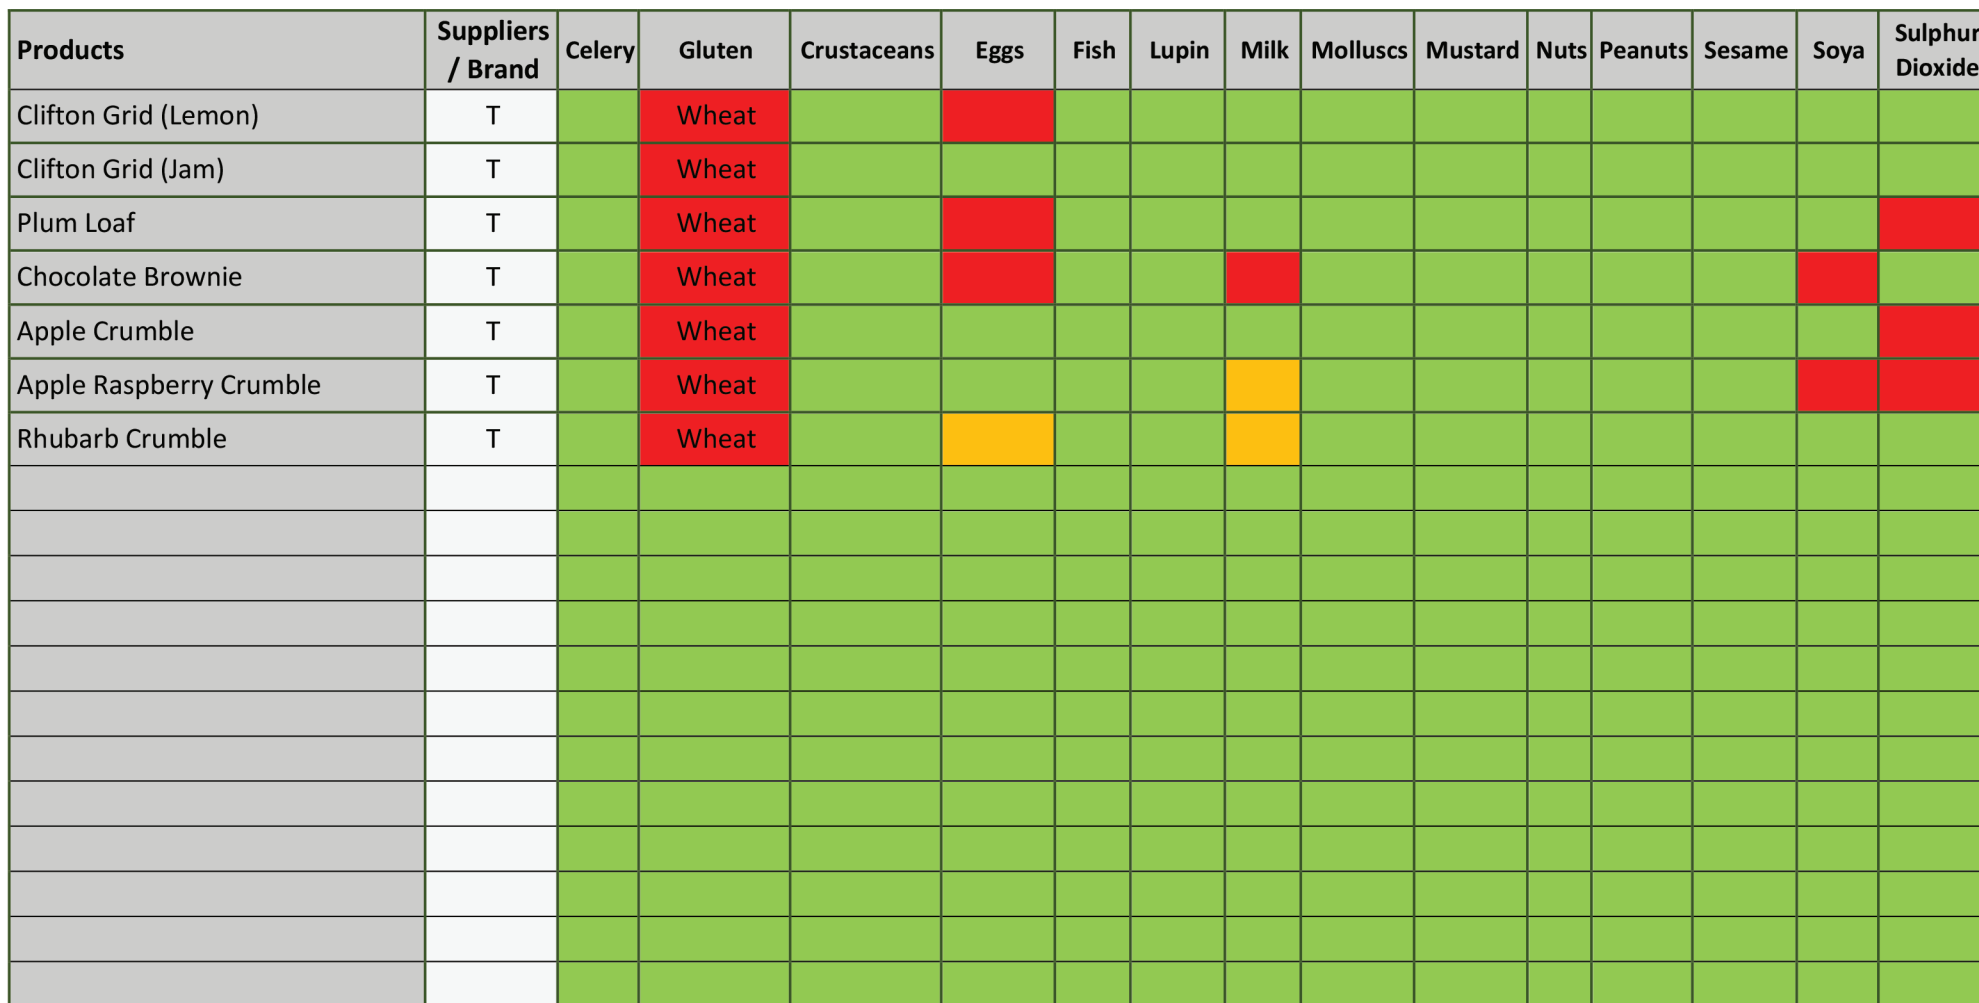 Products Suppliers / Brand Celery Gluten Crustaceans Eggs Fish Lupin Milk Molluscs Mustard Nuts Peanuts Sesame Soya Sulphur Dioxide
Clifton Grid (Lemon) T Wheat
Clifton Grid (Jam) T Wheat
Plum Loaf T Wheat
Chocolate Brownie T Wheat
Apple Crumble T Wheat
Apple Raspberry Crumble T Wheat
Rhubarb Crumble T Wheat